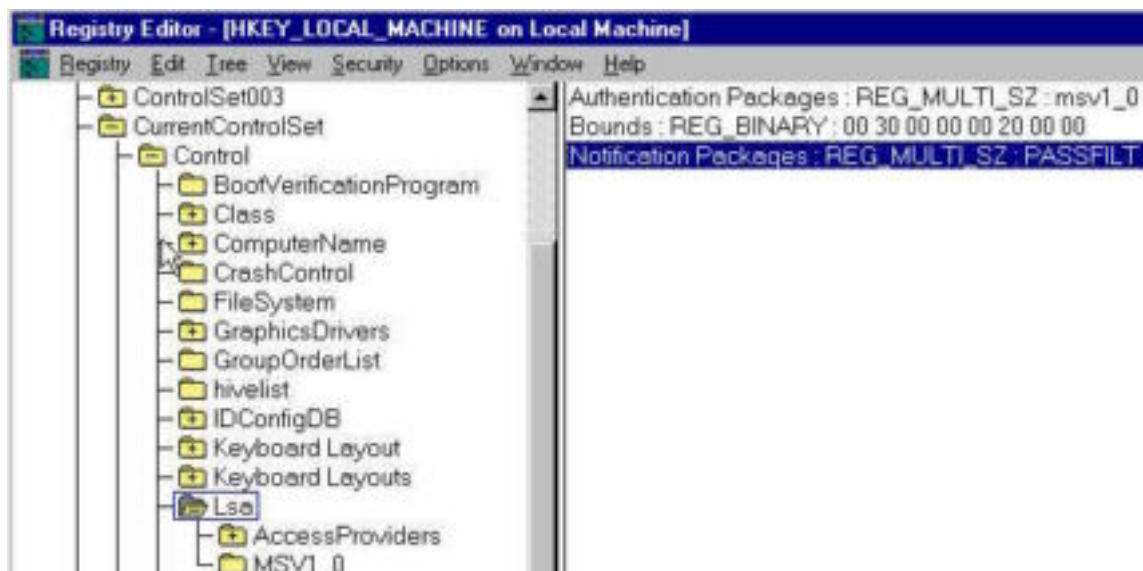 Registry Editor - [HKEY_LOCAL_MACHINE on Local Machine]
Registry Edit Tree View Security Options Window Help
ControlSet003
CurrentControlSet
Control
BootVerificationProgram
Class
ComputerName
CrashControl
FileSystem
GraphicsDrivers
GroupOrderList
hivelist
IDConfigDB
Keyboard Layout
Keyboard Layouts
Lsa
AccessProviders
MSV1_0
Authentication Packages : REG_MULTI_SZ : msv1_0
Bounds : REG_BINARY : 00 30 00 00 00 20 00 00
Notification Packages : REG_MULTI_SZ : PASSFILT